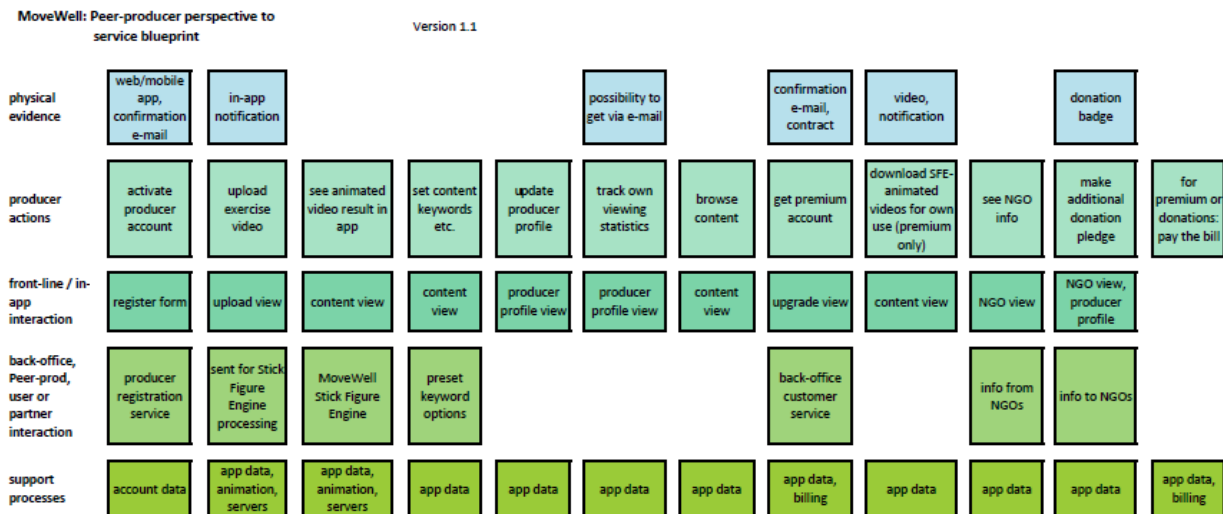 MoveWell: Peer-producer perspective to
service blueprint
Version 1.1
physical
evidence
web/mobile
app,
confirmation
e-mail
in-app
notification
possibility to
get via e-mail
confirmation
e-mail,
contract
video,
notification
donation
badge
producer
actions
activate
producer
account
upload
exercise
video
see animated
video result in
app
set content
keywords
etc.
update
producer
profile
track own
viewing
statistics
browse
content
get premium
account
download SFE-
animated
videos for own
use (premium
only)
see NGO
info
make
additional
donation
pledge
for
premium or
donations:
pay the bill
front-line / in-
app
interaction
register form
upload view
content view
content
view
producer
profile view
producer
profile view
content
view
upgrade view
content view
NGO view
NGO view,
producer
profile
back-office,
Peer-prod,
user or
partner
interaction
producer
registration
service
sent for Stick
Figure
Engine
processing
MoveWell
Stick Figure
Engine
preset
keyword
options
back-office
customer
service
info from
NGOs
info to NGOs
support
processes
account data
app data,
animation,
servers
app data,
animation,
servers
app data
app data
app data
app data
app data,
billing
app data
app data
app data
app data,
billing